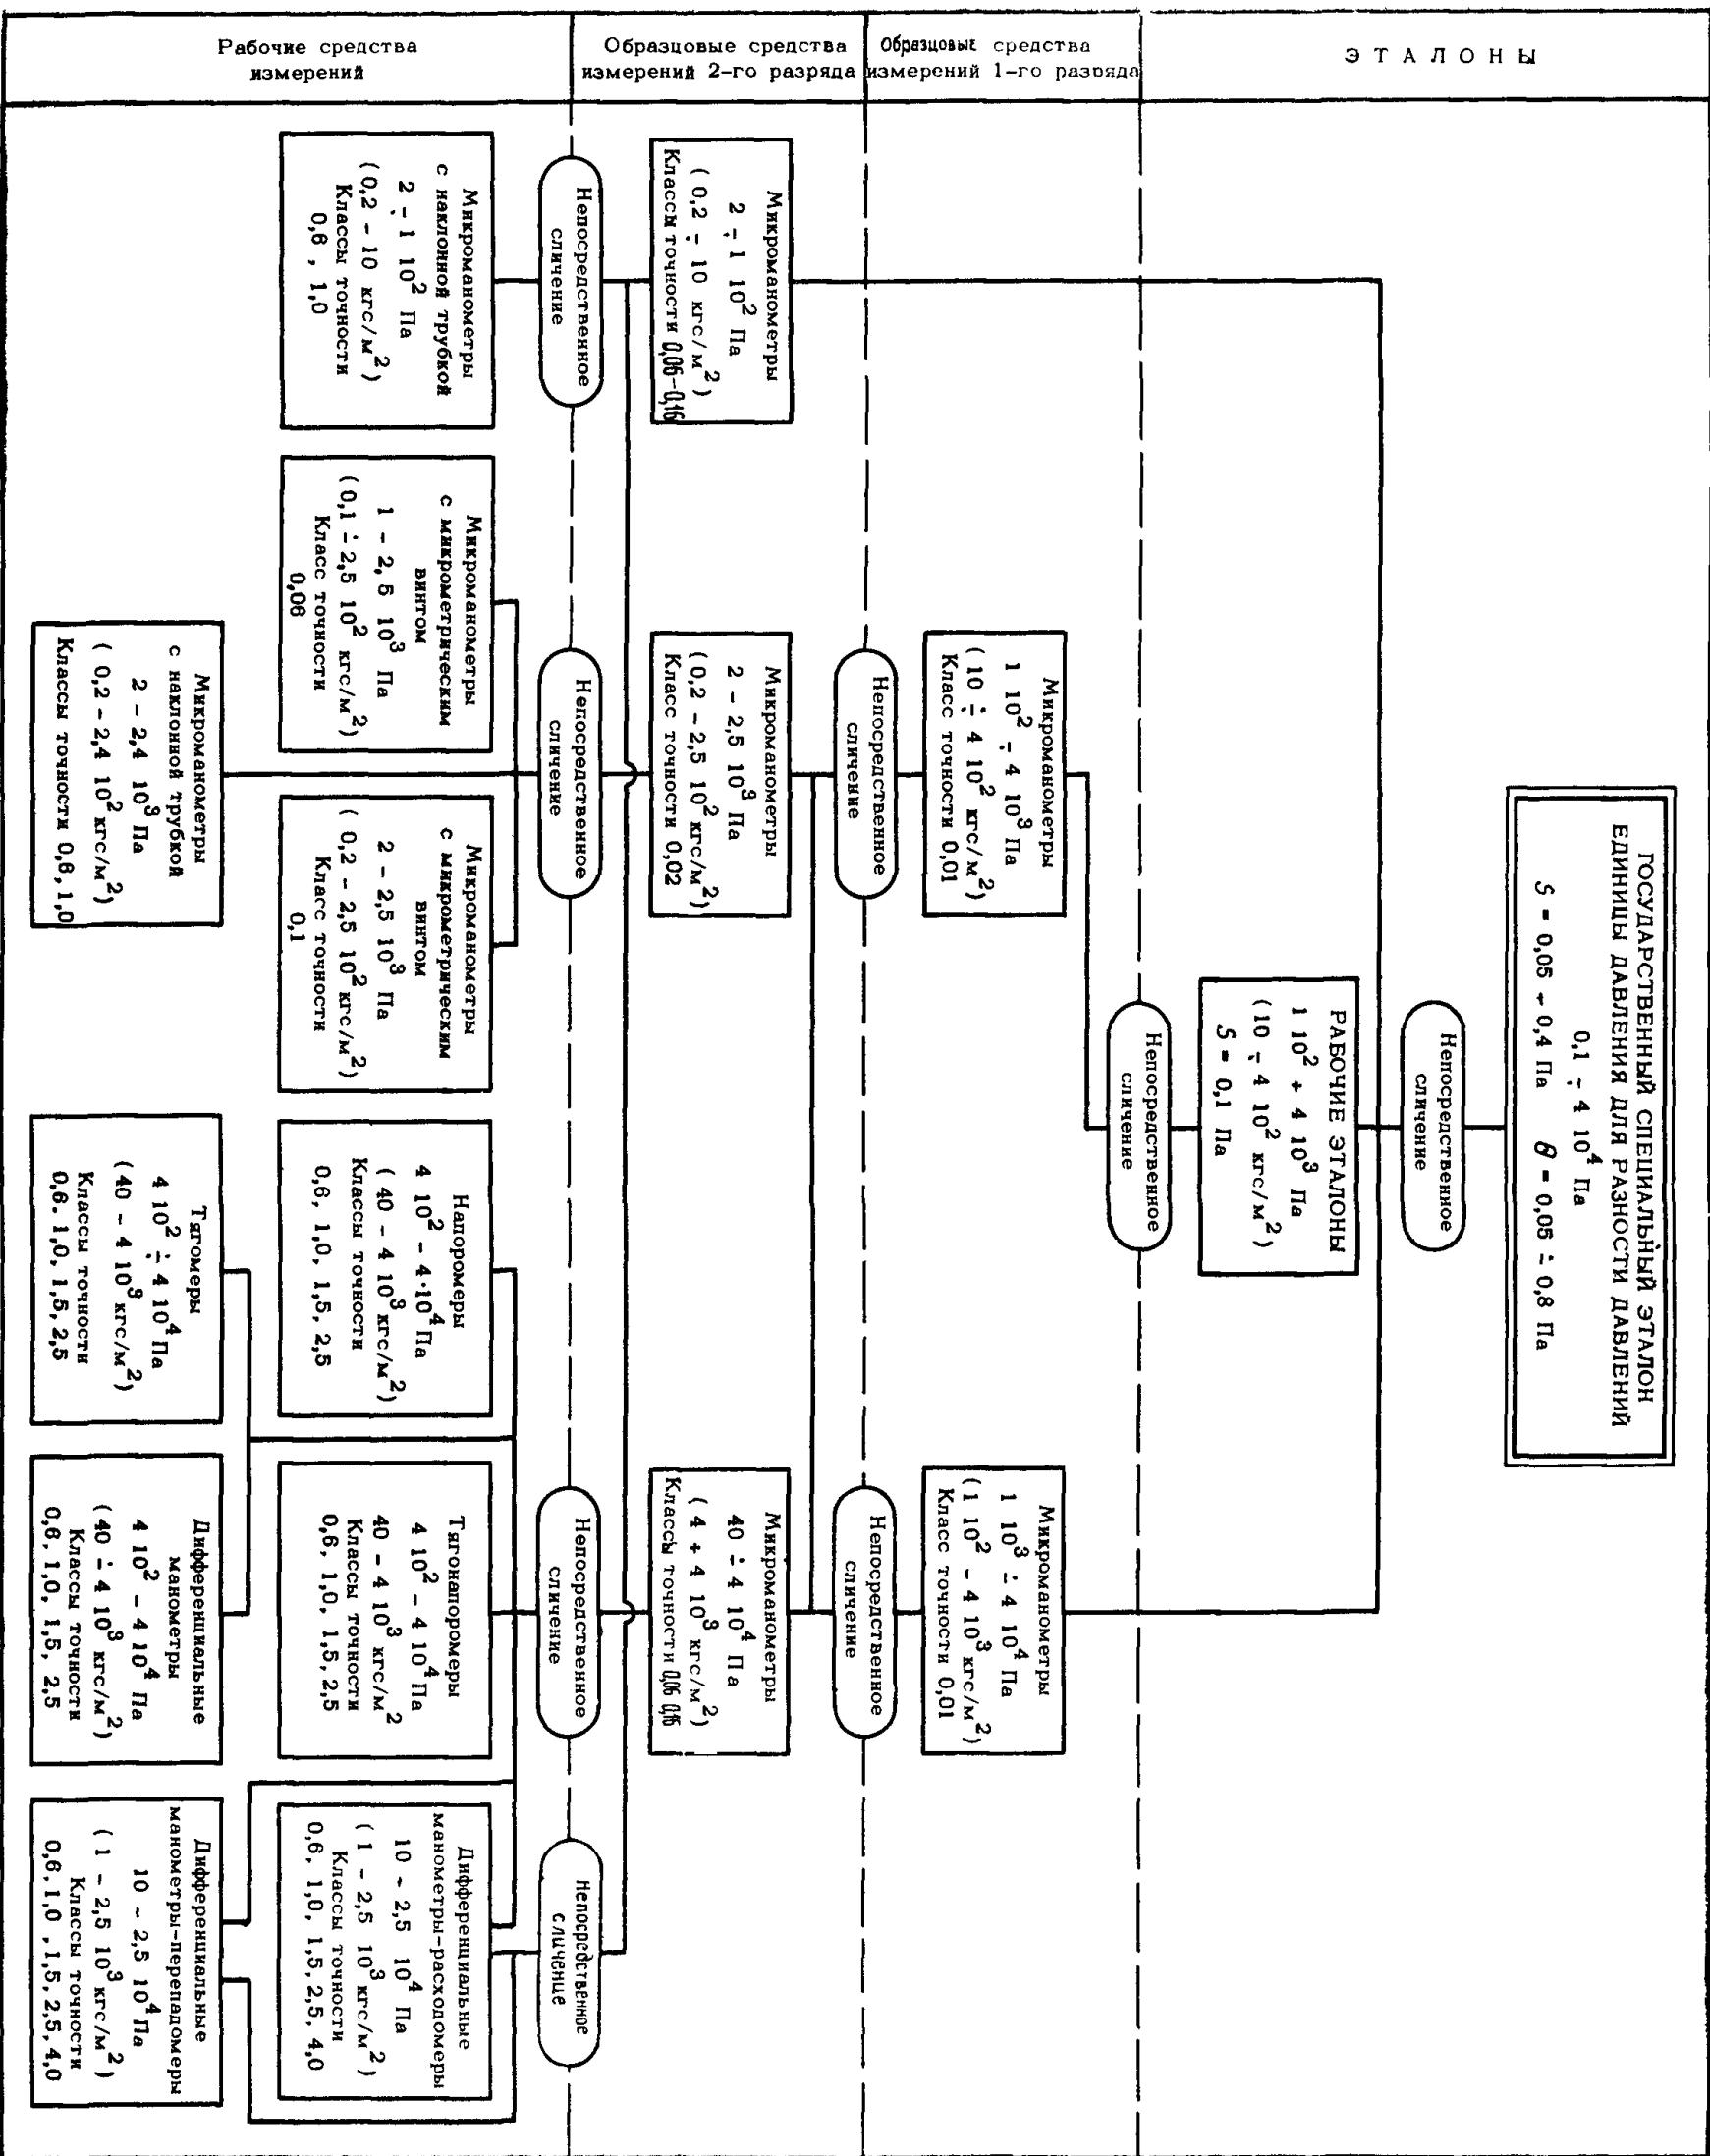 Рабочие средства
измерений
Образцовые средства
измерений 2-го разряда
Образцовые средства
измерений 1-го разряда
ЭТАЛОНЫ
ГОСУДАРСТВЕННЫЙ СПЕЦИАЛЬНЫЙ ЭТАЛОН
ЕДИНИЦЫ ДАВЛЕНИЯ ДЛЯ РАЗНОСТИ ДАВЛЕНИЙ
0,1 ÷ 4 10⁴ Па
S = 0,05 ÷ 0,4 Па θ = 0,05 ÷ 0,8 Па
Непосредственное
сличение
РАБОЧИЕ ЭТАЛОНЫ
1 10² + 4 10³ Па
(10 ÷ 4 10² кгс/м²)
S = 0,1 Па
Непосредственное
сличение
Микроманометры
1 10² ÷ 4 10³ Па
(10 ÷ 4 10² кгс/м²)
Класс точности 0,01
Микроманометры
1 10³ ÷ 4 10⁴ Па
(1 10² - 4 10³ кгс/м²)
Класс точности 0,01
Непосредственное
сличение
Непосредственное
сличение
Микроманометры
2 ÷ 1 10² Па
(0,2 ÷ 10 кгс/м²)
Классы точности 0,06-0,16
Микроманометры
2 - 2,5 10³ Па
(0,2 - 2,5 10² кгс/м²)
Класс точности 0,02
Микроманометры
40 ÷ 4 10⁴ Па
(4 + 4 10³ кгс/м²)
Классы точности 0,06 0,16
Непосредственное
сличение
Непосредственное
сличение
Непосредственное
сличение
Непосредственное
сличение
Микроманометры
с наклонной трубкой
2 ÷ 1 10² Па
(0,2 - 10 кгс/м²)
Классы точности
0,6 , 1,0
Микроманометры
с микрометрическим
винтом
1 - 2,5 10³ Па
(0,1 ÷ 2,5 10² кгс/м²)
Класс точности
0,06
Микроманометры
с микрометрическим
винтом
2 - 2,5 10³ Па
(0,2 - 2,5 10² кгс/м²)
Класс точности
0,1
Напоромеры
4 10² - 4·10⁴ Па
(40 - 4 10³ кгс/м²)
Классы точности
0,6, 1,0, 1,5, 2,5
Тягонапоромеры
4 10² - 4 10⁴ Па
40 - 4 10³ кгс/м²
Классы точности
0,6, 1,0, 1,5, 2,5
Дифференциальные
манометры-расходомеры
10 - 2,5 10⁴ Па
(1 - 2,5 10³ кгс/м²)
Классы точности
0,6, 1,0, 1,5, 2,5, 4,0
Микроманометры
с наклонной трубкой
2 - 2,4 10³ Па
(0,2 - 2,4 10² кгс/м²)
Классы точности 0,6, 1,0
Тягомеры
4 10² ÷ 4 10⁴ Па
(40 - 4 10³ кгс/м²)
Классы точности
0,6. 1,0, 1,5, 2,5
Дифференциальные
манометры
4 10² - 4 10⁴ Па
(40 ÷ 4 10³ кгс/м²)
Классы точности
0,6, 1,0, 1,5, 2,5
Дифференциальные
манометры-перепадомеры
10 - 2,5 10⁴ Па
(1 - 2,5 10³ кгс/м²)
Классы точности
0,6, 1,0 , 1,5, 2,5, 4,0